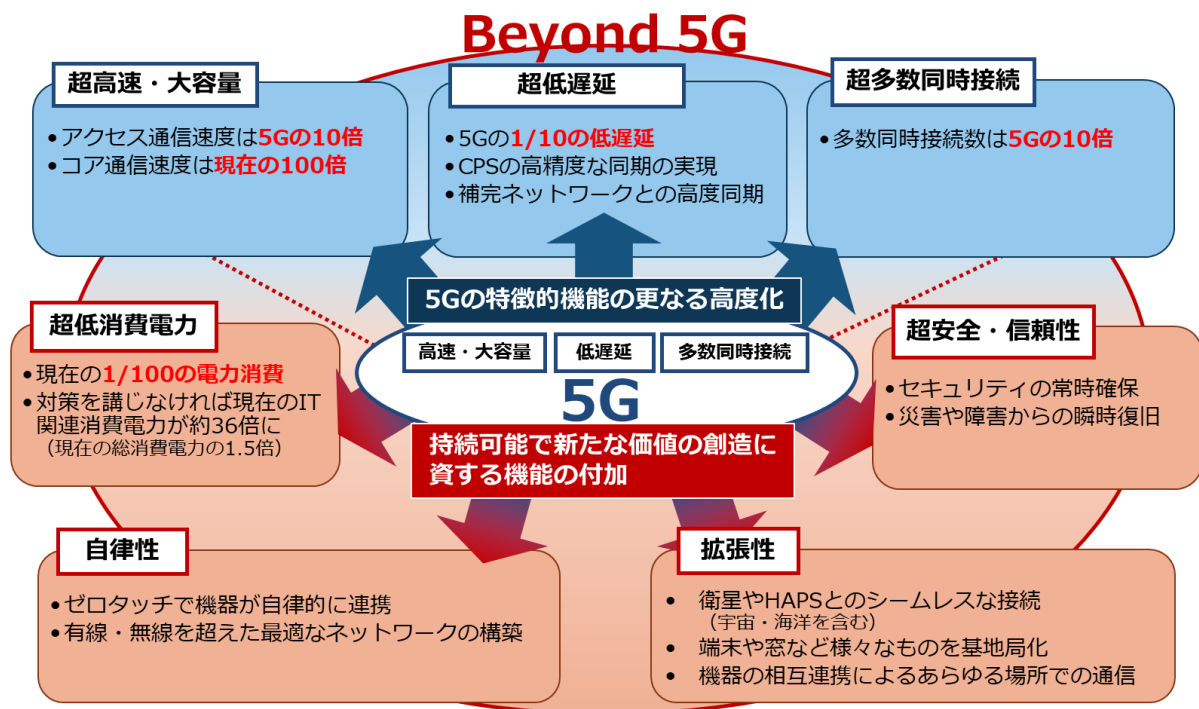 Beyond 5G
超高速・大容量
•アクセス通信速度は5Gの10倍
•コア通信速度は現在の100倍
超低遅延
•5Gの1/10の低遅延
•CPSの高精度な同期の実現
•補完ネットワークとの高度同期
超多数同時接続
•多数同時接続数は5Gの10倍
5Gの特徴的機能の更なる高度化
高速・大容量
低遅延
多数同時接続
5G
持続可能で新たな価値の創造に
資する機能の付加
超低消費電力
•現在の1/100の電力消費
•対策を講じなければ現在のIT
関連消費電力が約36倍に
（現在の総消費電力の1.5倍）
超安全・信頼性
•セキュリティの常時確保
•災害や障害からの瞬時復旧
自律性
•ゼロタッチで機器が自律的に連携
•有線・無線を超えた最適なネットワークの構築
拡張性
• 衛星やHAPSとのシームレスな接続
（宇宙・海洋を含む）
• 端末や窓など様々なものを基地局化
• 機器の相互連携によるあらゆる場所での通信